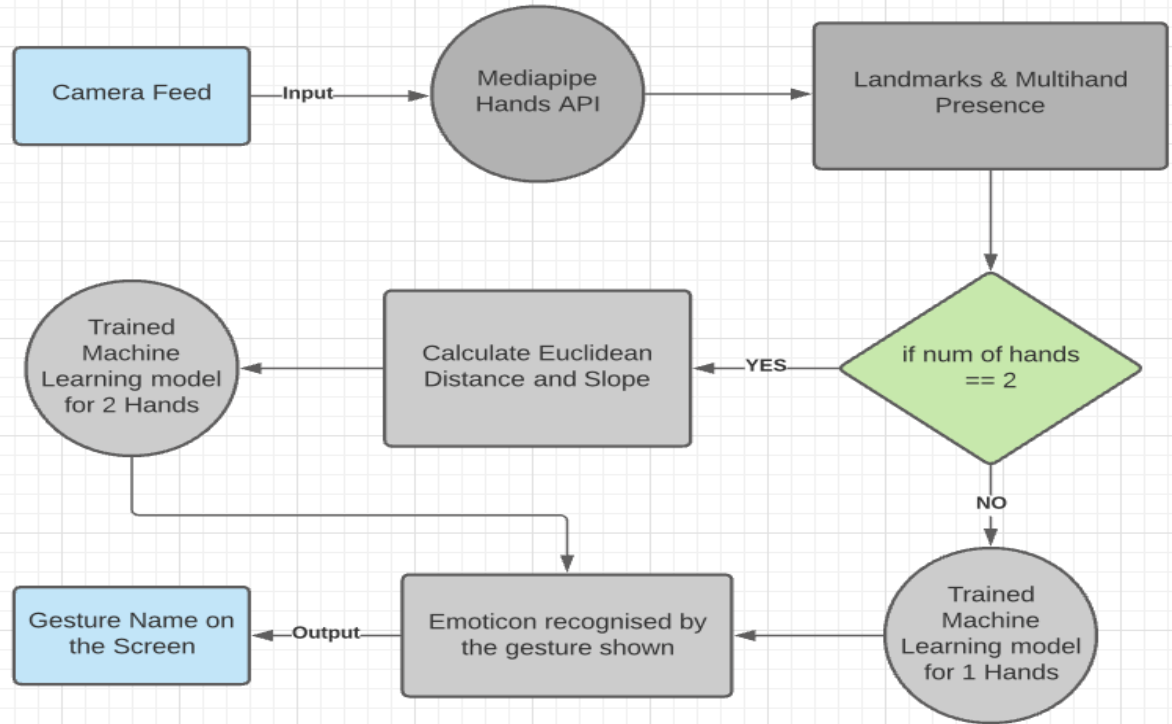 Camera Feed
Input
Mediapipe
Hands API
Landmarks & Multihand
Presence
if num of hands
== 2
YES
Calculate Euclidean
Distance and Slope
Trained
Machine
Learning model
for 2 Hands
NO
Trained
Machine
Learning model
for 1 Hands
Emoticon recognised by
the gesture shown
Output
Gesture Name on
the Screen